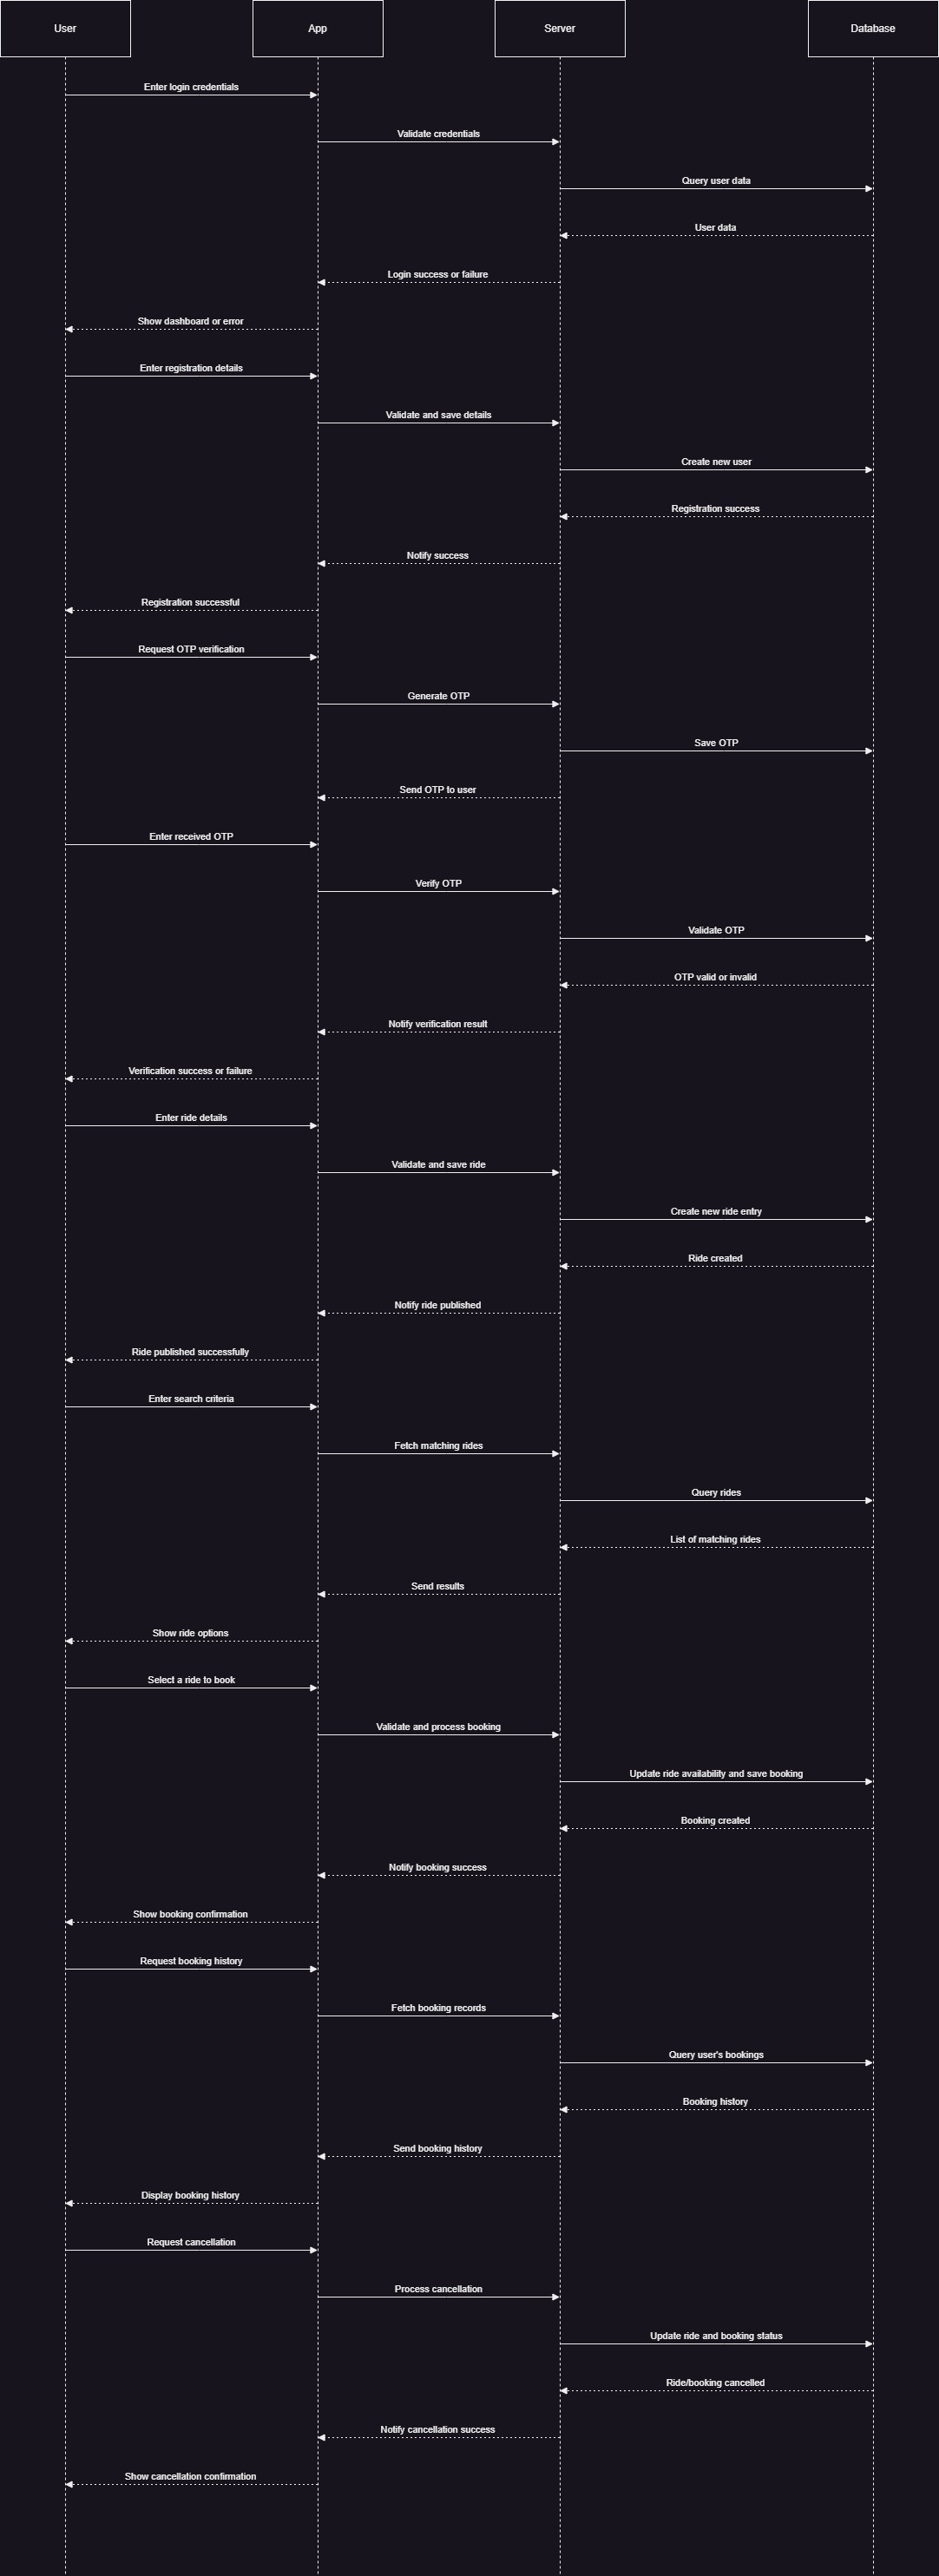 User
App
Server
Database
Enter login credentials
Validate credentials
Query user data
User data
Login success or failure
Show dashboard or error
Enter registration details
Validate and save details
Create new user
Registration success
Notify success
Registration successful
Request OTP verification
Generate OTP
Save OTP
Send OTP to user
Enter received OTP
Verify OTP
Validate OTP
OTP valid or invalid
Notify verification result
Verification success or failure
Enter ride details
Validate and save ride
Create new ride entry
Ride created
Notify ride published
Ride published successfully
Enter search criteria
Fetch matching rides
Query rides
List of matching rides
Send results
Show ride options
Select a ride to book
Validate and process booking
Update ride availability and save booking
Booking created
Notify booking success
Show booking confirmation
Request booking history
Fetch booking records
Query user's bookings
Booking history
Send booking history
Display booking history
Request cancellation
Process cancellation
Update ride and booking status
Ride/booking cancelled
Notify cancellation success
Show cancellation confirmation